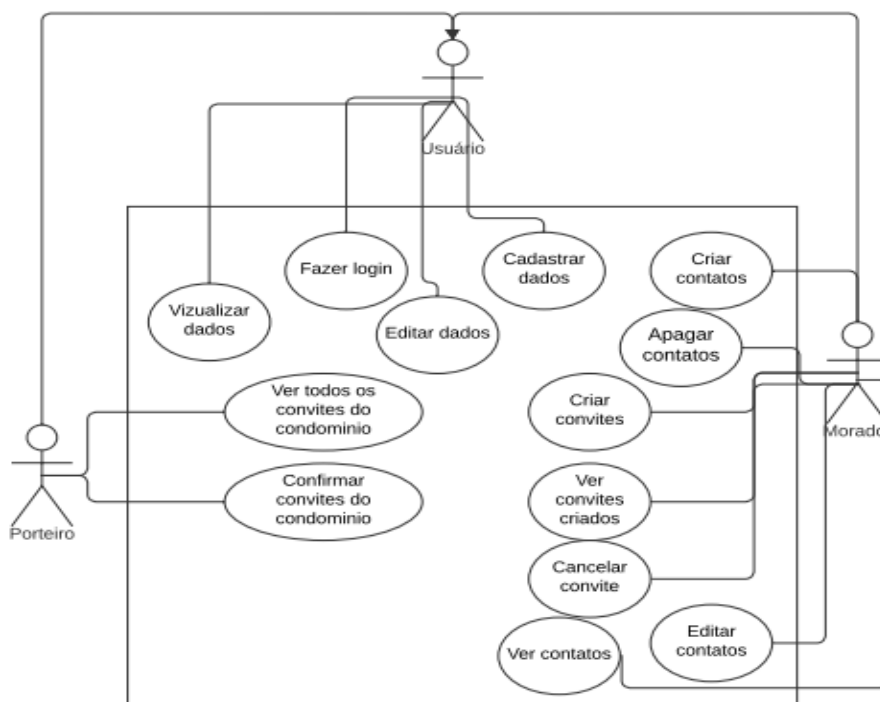 Usuário
Fazer login
Cadastrar
dados
Criar
contatos
Vizualizar
dados
Editar dados
Apagar
contatos
Ver todos os
convites do
condominio
Criar
convites
Morado
Confirmar
convites do
condominio
Ver
convites
criados
Porteiro
Cancelar
convite
Ver contatos
Editar
contatos